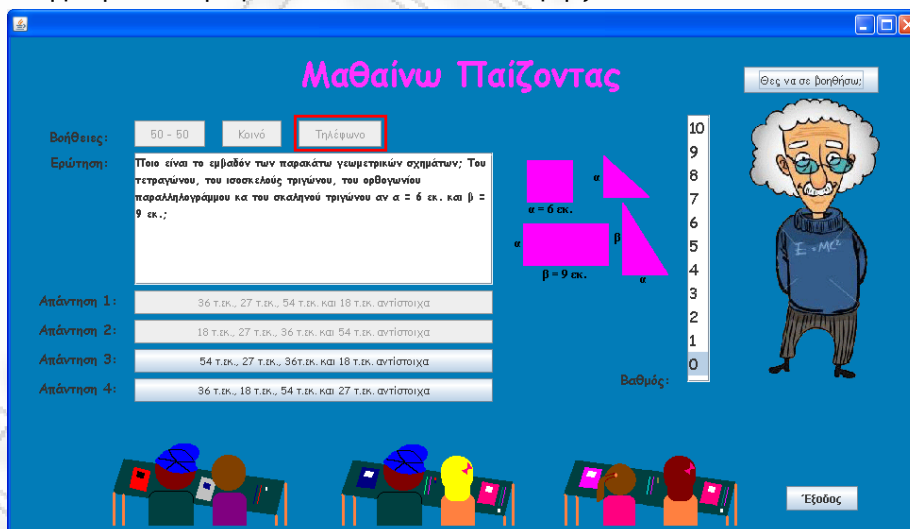 Μαθαίνω Παίζοντας
Θες να σε βοηθήσω;
Βοήθειες:
50 - 50
Κοινό
Τηλέφωνο
Ερώτηση:
Ποιο είναι το εμβαδόν των παρακάτω γεωμετρικών σχημάτων; Του
τετραγώνου, του ισοσκελούς τριγώνου, του ορθογωνίου
παραλληλογράμμου κα του σκαληνού τριγώνου αν α = 6 εκ. και β =
9 εκ.;
α = 6 εκ.
α
α
β = 9 εκ.
β
α
10
9
8
7
6
5
4
3
2
1
0
Βαθμός:
E = MC²
Απάντηση 1:
36 τ.εκ., 27 τ.εκ., 54 τ.εκ. και 18 τ.εκ. αντίστοιχα
Απάντηση 2:
18 τ.εκ., 27 τ.εκ., 36 τ.εκ. και 54 τ.εκ. αντίστοιχα
Απάντηση 3:
54 τ.εκ., 27 τ.εκ., 36τ.εκ. και 18 τ.εκ. αντίστοιχα
Απάντηση 4:
36 τ.εκ., 18 τ.εκ., 54 τ.εκ. και 27 τ.εκ. αντίστοιχα
Έξοδος